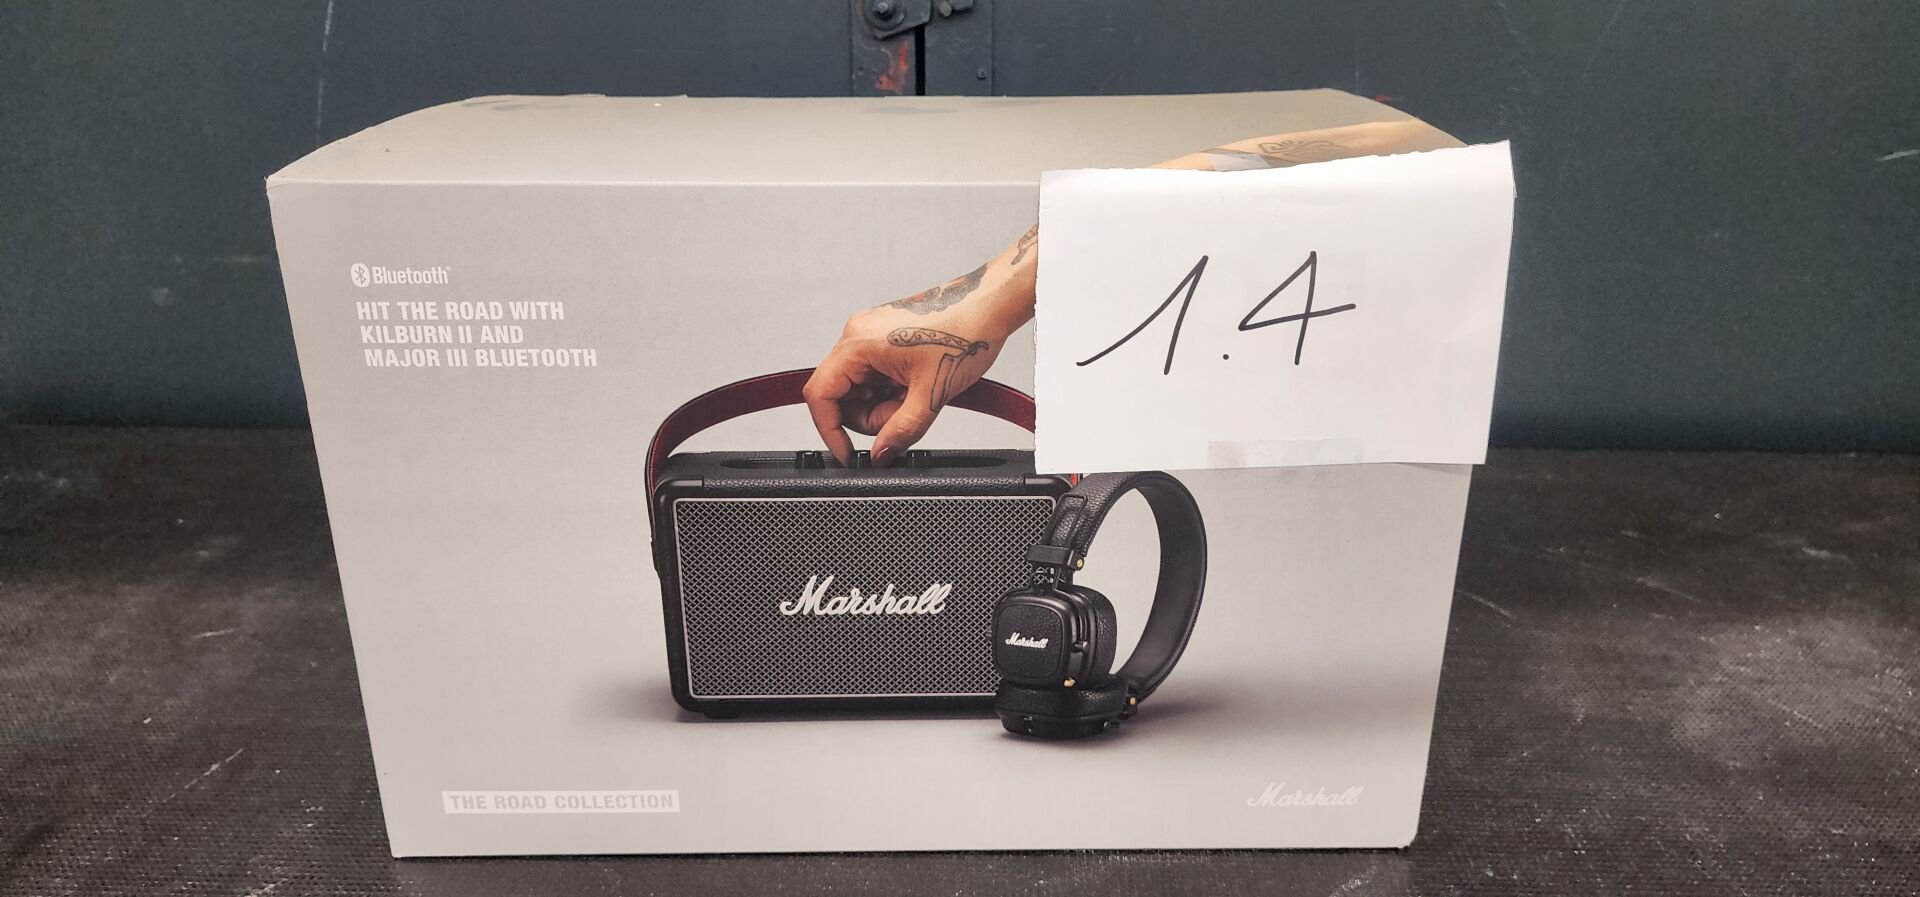 Bluetooth®
HIT THE ROAD WITH
KILBURN II AND
MAJOR III BLUETOOTH
1.4
Marshall
Marshall
THE ROAD COLLECTION
Marshall